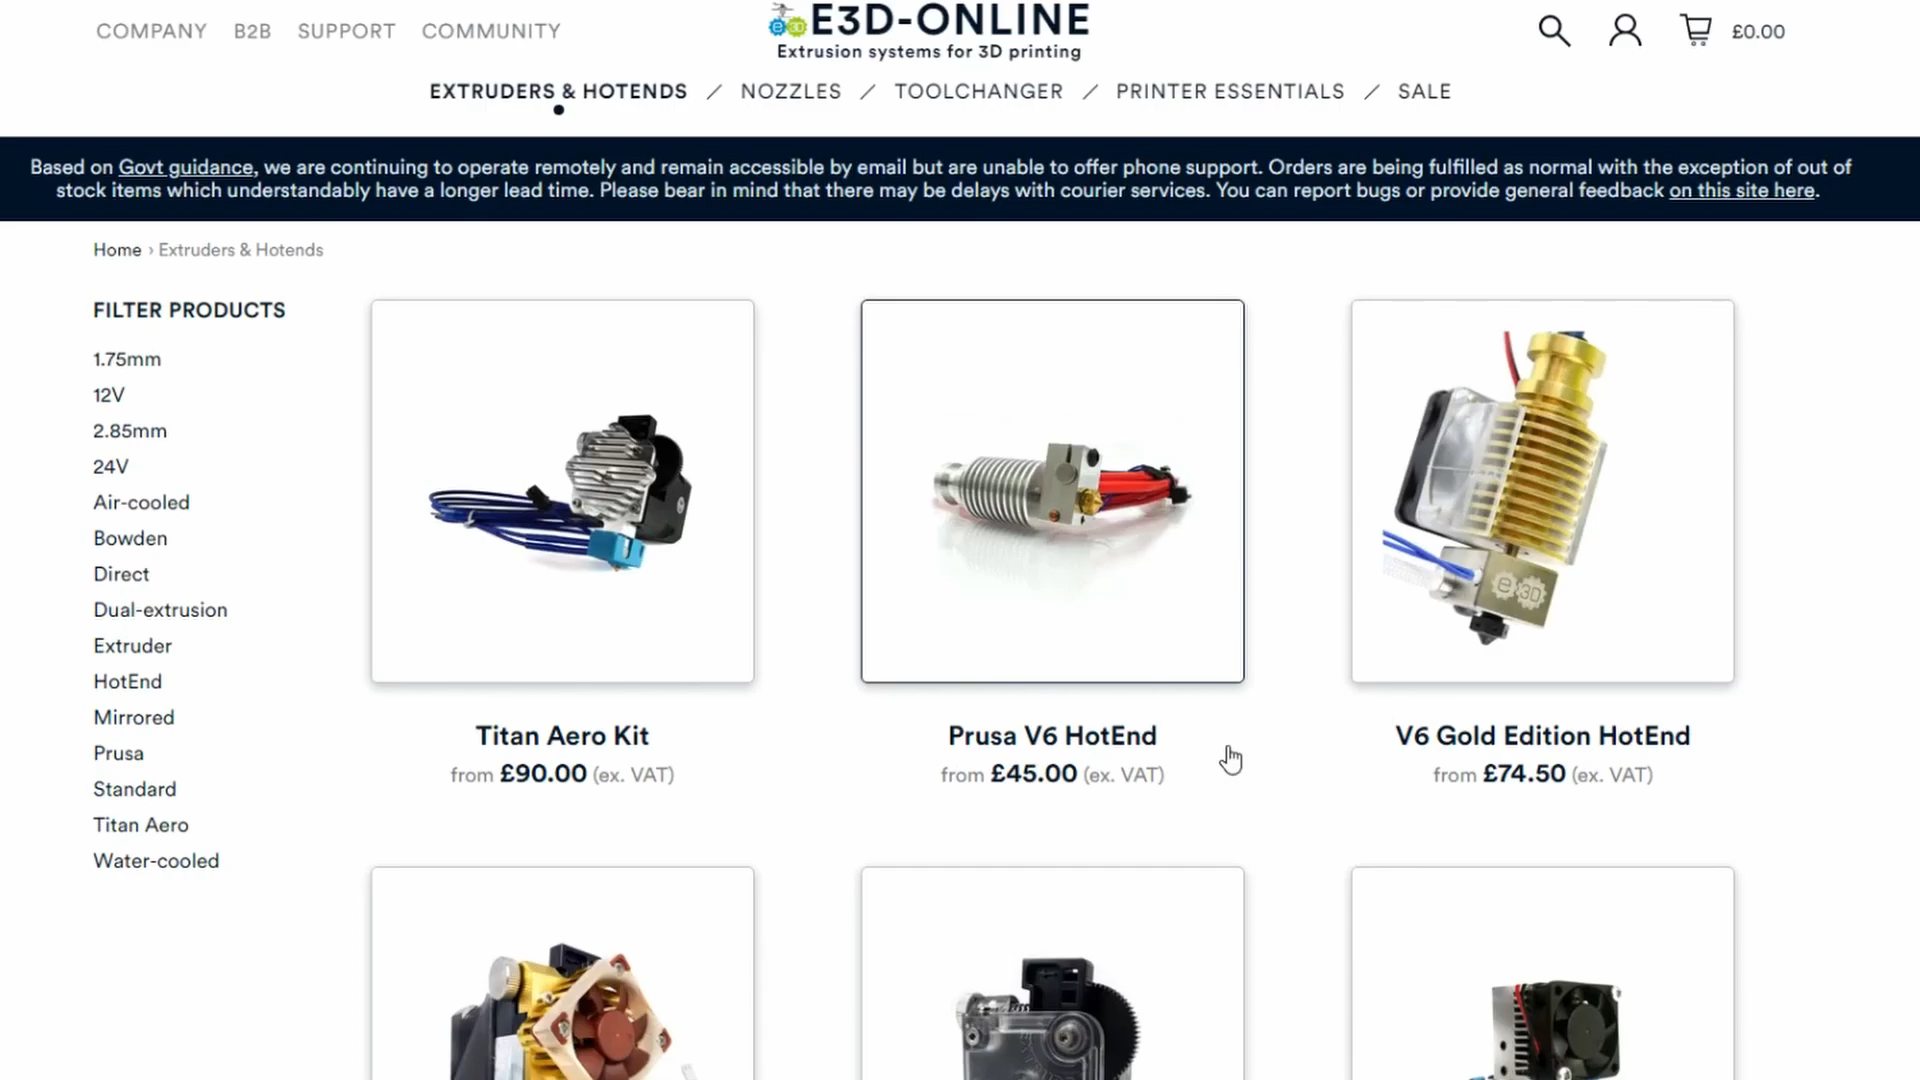 COMPANY B2B SUPPORT COMMUNITY
E3D-ONLINE
Extrusion systems for 3D printing
£0.00
EXTRUDERS & HOTENDS / NOZZLES / TOOLCHANGER / PRINTER ESSENTIALS / SALE
Based on Govt guidance, we are continuing to operate remotely and remain accessible by email but are unable to offer phone support. Orders are being fulfilled as normal with the exception of out of
stock items which understandably have a longer lead time. Please bear in mind that there may be delays with courier services. You can report bugs or provide general feedback on this site here.
Home › Extruders & Hotends
FILTER PRODUCTS
1.75mm
12V
2.85mm
24V
Air-cooled
Bowden
Direct
Dual-extrusion
Extruder
HotEnd
Mirrored
Prusa
Standard
Titan Aero
Water-cooled
e 3D
Titan Aero Kit
from £90.00 (ex. VAT)
Prusa V6 HotEnd
from £45.00 (ex. VAT)
V6 Gold Edition HotEnd
from £74.50 (ex. VAT)